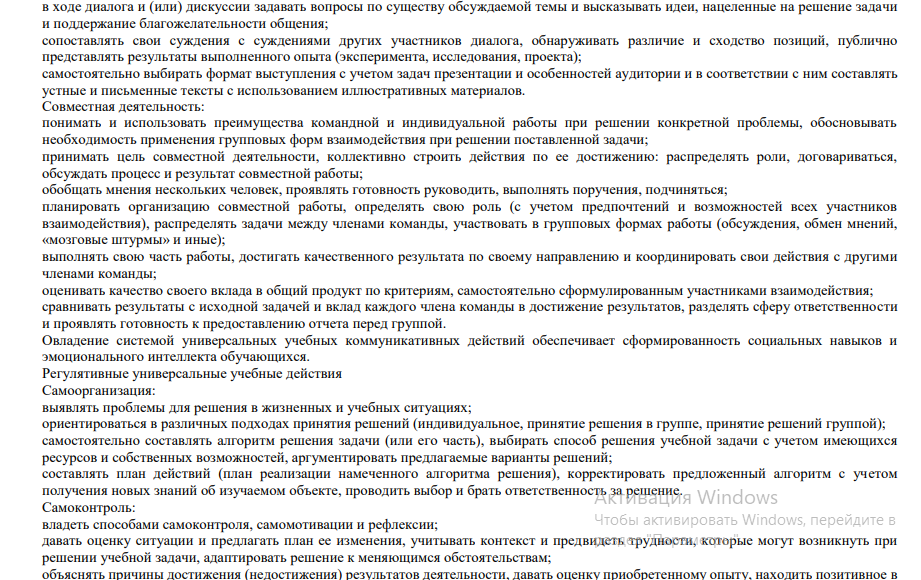 в ходе диалога и (или) дискуссии задавать вопросы по существу обсуждаемой темы и высказывать идеи, нацеленные на решение задачи
и поддержание благожелательности общения;
сопоставлять свои суждения с суждениями других участников диалога, обнаруживать различие и сходство позиций, публично
представлять результаты выполненного опыта (эксперимента, исследования, проекта);
самостоятельно выбирать формат выступления с учетом задач презентации и особенностей аудитории и в соответствии с ним составлять
устные и письменные тексты с использованием иллюстративных материалов.
Совместная деятельность:
понимать и использовать преимущества командной и индивидуальной работы при решении конкретной проблемы, обосновывать
необходимость применения групповых форм взаимодействия при решении поставленной задачи;
принимать цель совместной деятельности, коллективно строить действия по ее достижению: распределять роли, договариваться,
обсуждать процесс и результат совместной работы;
обобщать мнения нескольких человек, проявлять готовность руководить, выполнять поручения, подчиняться;
планировать организацию совместной работы, определять свою роль (с учетом предпочтений и возможностей всех участников
взаимодействия), распределять задачи между членами команды, участвовать в групповых формах работы (обсуждения, обмен мнений,
«мозговые штурмы» и иные);
выполнять свою часть работы, достигать качественного результата по своему направлению и координировать свои действия с другими
членами команды;
оценивать качество своего вклада в общий продукт по критериям, самостоятельно сформулированным участниками взаимодействия;
сравнивать результаты с исходной задачей и вклад каждого члена команды в достижение результатов, разделять сферу ответственности
и проявлять готовность к предоставлению отчета перед группой.
Овладение системой универсальных учебных коммуникативных действий обеспечивает сформированность социальных навыков и
эмоционального интеллекта обучающихся.
Регулятивные универсальные учебные действия
Самоорганизация:
выявлять проблемы для решения в жизненных и учебных ситуациях;
ориентироваться в различных подходах принятия решений (индивидуальное, принятие решения в группе, принятие решений группой);
самостоятельно составлять алгоритм решения задачи (или его часть), выбирать способ решения учебной задачи с учетом имеющихся
ресурсов и собственных возможностей, аргументировать предлагаемые варианты решений;
составлять план действий (план реализации намеченного алгоритма решения), корректировать предложенный алгоритм с учетом
получения новых знаний об изучаемом объекте, проводить выбор и брать ответственность за решение.
Активация Windows
Самоконтроль:
Чтобы активировать Windows, перейдите в
владеть способами самоконтроля, самомотивации и рефлексии;
раздел "Параметры".
давать оценку ситуации и предлагать план ее изменения, учитывать контекст и предвидеть трудности, которые могут возникнуть при
решении учебной задачи, адаптировать решение к меняющимся обстоятельствам;
объяснять причины достижения (недостижения) результатов деятельности, давать оценку приобретенному опыту, находить позитивное в